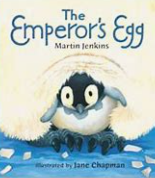 The
Emperor's Egg
Martin Jenkins
illustrated by Jane Chapman